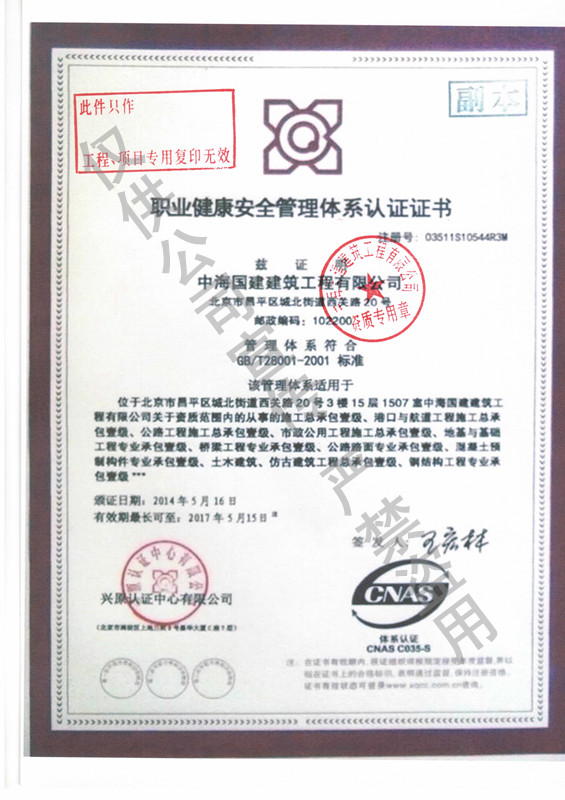 此件只作
工程、项目专用复印无效
副本
职业健康安全管理体系认证证书
注册号: 03511S10544R3M
兹证
中海国建建筑工程有限公司
北京市昌平区城北街道西关路20号
邮政编码: 102200
资质专用章
管理体系符合
GB/T28001-2001 标准
该管理体系适用于
位于北京市昌平区城北街道西关路20号3楼15层1507室中海国建建筑工
程有限公司关于资质范围内的从事的施工总承包壹级、港口与航道工程施工总承
包壹级、公路工程施工总承包壹级、市政公用工程施工总承包壹级、地基与基础
工程专业承包壹级、桥梁工程专业承包壹级、公路路面专业承包壹级、混凝土预
制构件专业承包壹级、土木建筑、仿古建筑工程总承包壹级、钢结构工程专业承
包壹级 ***
颁证日期: 2014年5月16日
有效期最长可至: 2017年5月15日 注
签发人: 王宏林
兴原认证中心有限公司
CNAS
体系认证
CNAS C035-S
注: 在证书有效期内,
证书有效状态可登www.xqcc.com.cn查询。
仅供公司宣传 严禁盗用